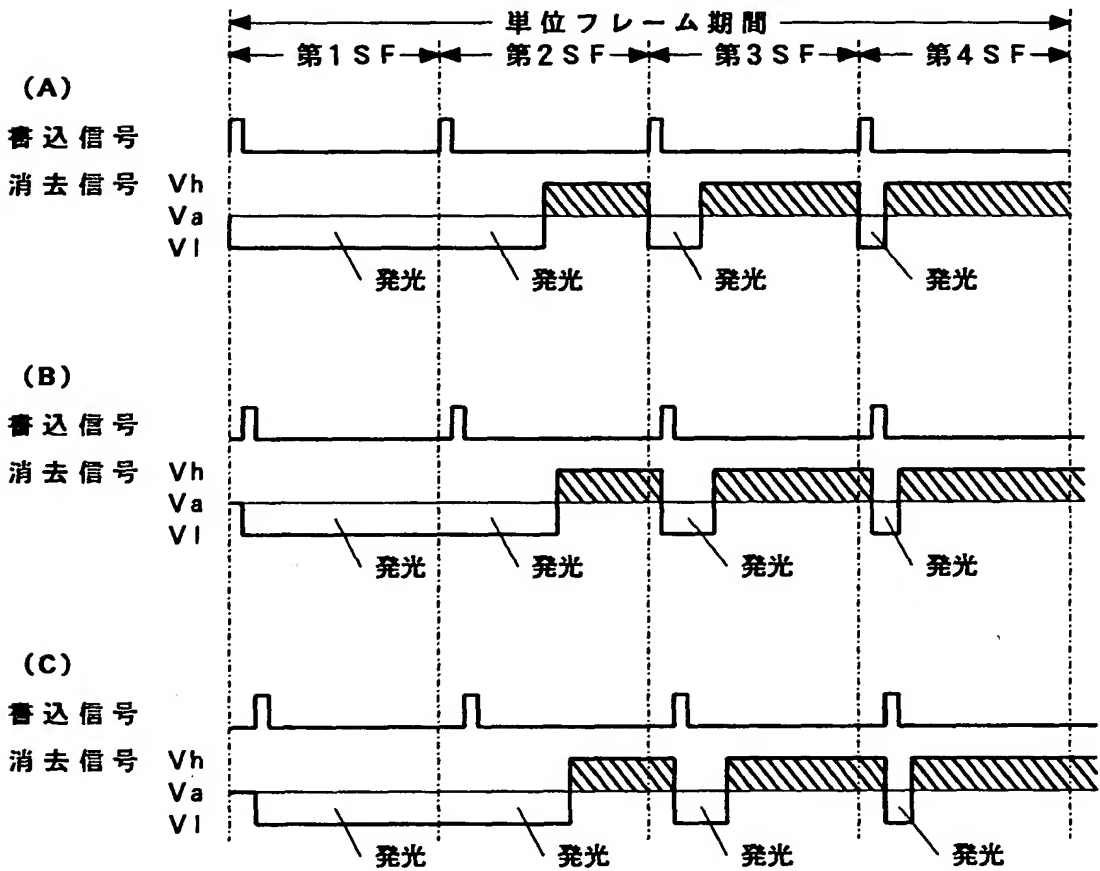 単位フレーム期間
第1SF 第2SF 第3SF 第4SF
(A)
書込信号
消去信号 Vh
Va
Vl
発光 発光 発光 発光
(B)
書込信号
消去信号 Vh
Va
Vl
発光 発光 発光 発光
(C)
書込信号
消去信号 Vh
Va
Vl
発光 発光 発光 発光